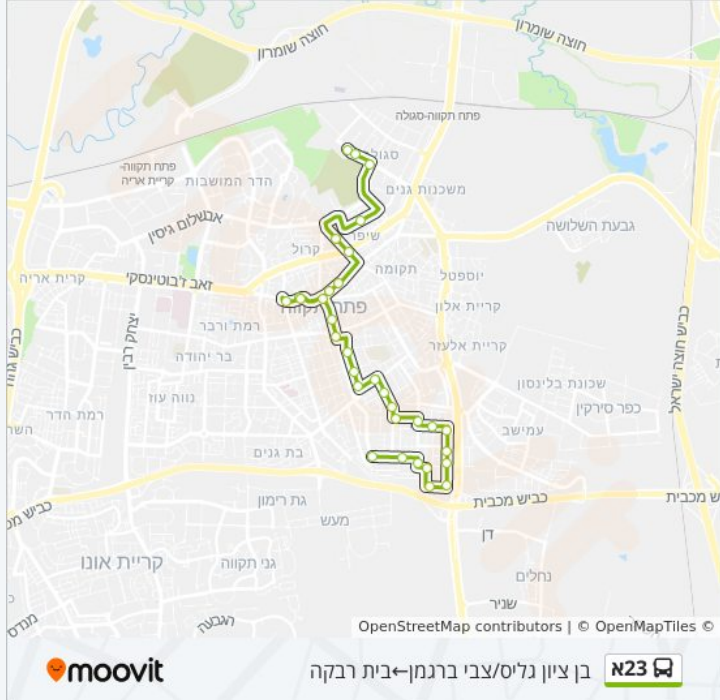 חוצה שומרון
חוצה שומרון
פתח תקווה-סגולה
סגולה
פתח תקווה-
קריית אריה
הדר המושבות
משכנות גנים
אבשלום גיסין
שיפר
קרול
גבעת השלושה
תקומה
יוספטל
קרית אריה
זאב ז'בוטינסקי
פתח תקווה
קריית אלון
רמת ורבר
יצחק רבין
בר יהודה
קריית אלעזר
כביש חוצה ישראל
שכונת בלינסון
נווה עוז
כפר סירקין
רמת הדר
עמישב
בת גנים
כביש מכבית
גת רימון
מעש
דן
קריית אונו
גני תקווה
נחלים
שניר
הגבעה
OpenStreetMap contributors | © OpenMapTiles ©
moovit
בן ציון גליס/צבי ברגמן←בית רבקה
23א